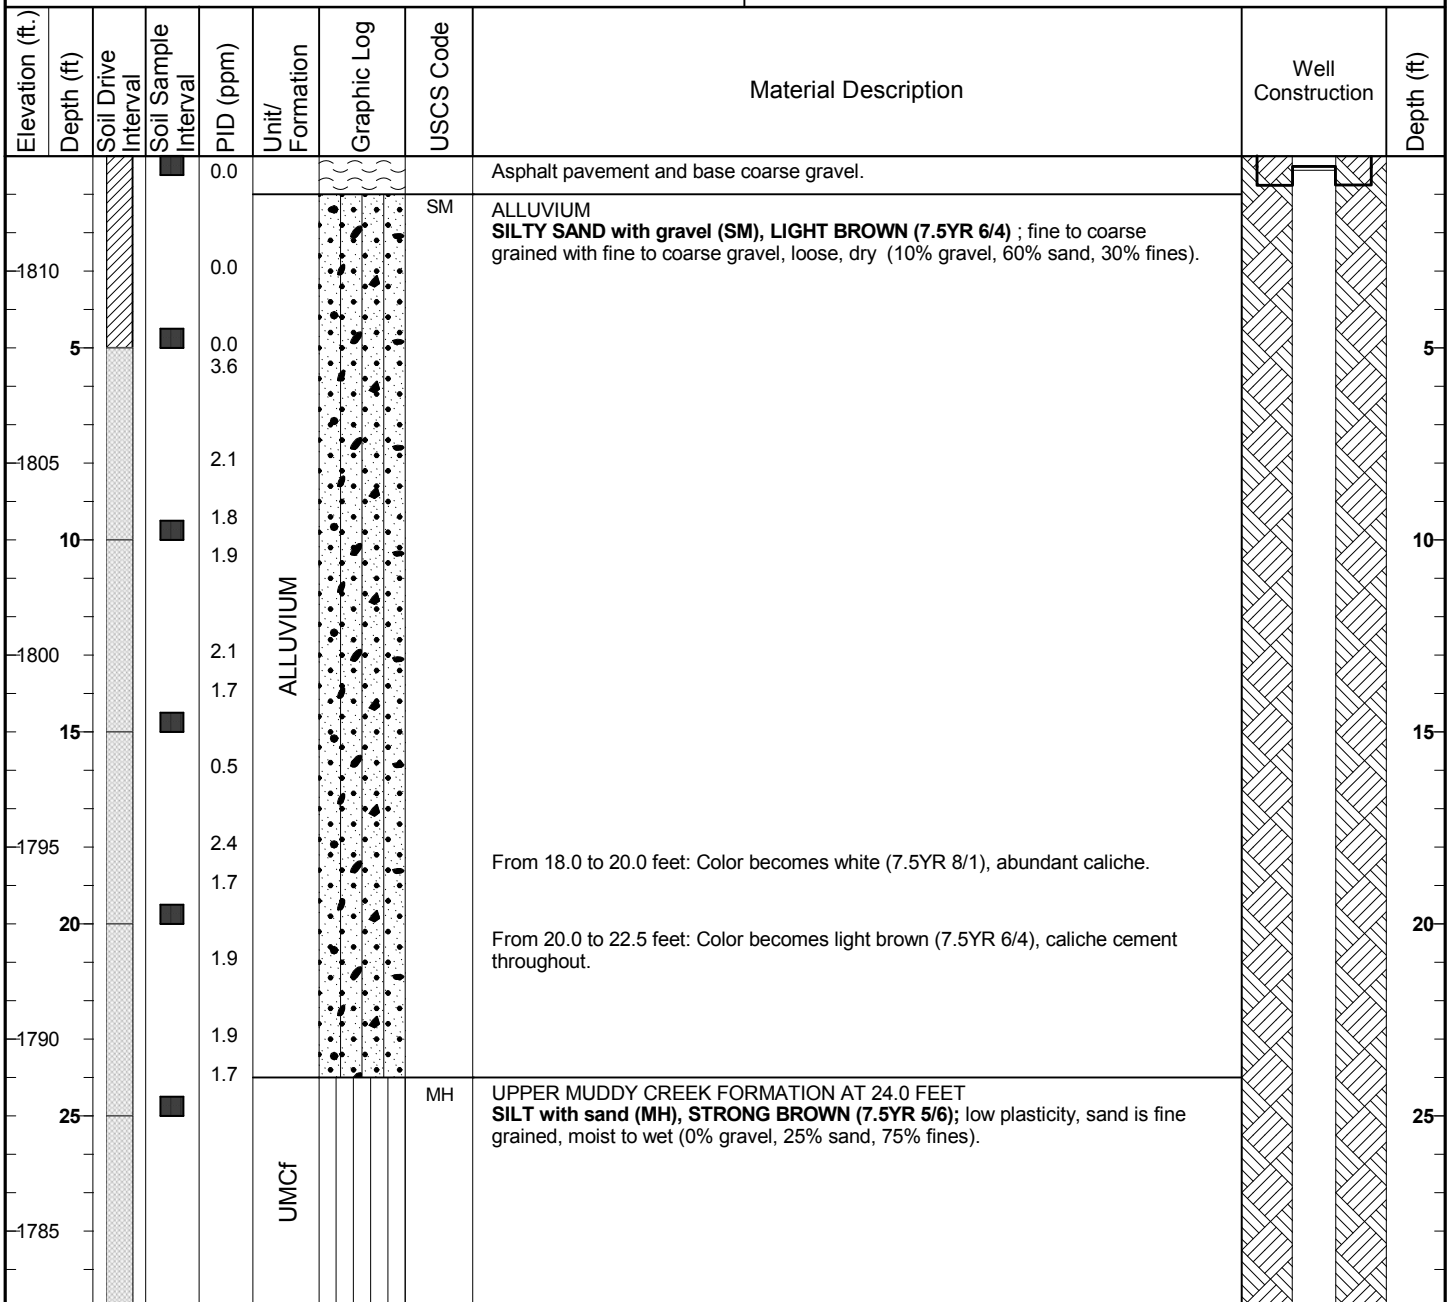 Elevation (ft.)
Depth (ft)
Soil Drive
Interval
Soil Sample
Interval
PID (ppm)
Unit/
Formation
Graphic Log
USCS Code
Material Description
Well
Construction
Depth (ft)
0.0
Asphalt pavement and base coarse gravel.
SM
ALLUVIUM
SILTY SAND with gravel (SM), LIGHT BROWN (7.5YR 6/4) ; fine to coarse
grained with fine to coarse gravel, loose, dry (10% gravel, 60% sand, 30% fines).
1810
0.0
0.0
5
5
3.6
1805
2.1
1.8
10
10
1.9
ALLUVIUM
1800
2.1
1.7
15
15
0.5
1795
2.4
From 18.0 to 20.0 feet: Color becomes white (7.5YR 8/1), abundant caliche.
1.7
20
20
From 20.0 to 22.5 feet: Color becomes light brown (7.5YR 6/4), caliche cement
throughout.
1.9
1790
1.9
1.7
MH
UPPER MUDDY CREEK FORMATION AT 24.0 FEET
SILT with sand (MH), STRONG BROWN (7.5YR 5/6); low plasticity, sand is fine
grained, moist to wet (0% gravel, 25% sand, 75% fines).
25
25
UMCf
1785